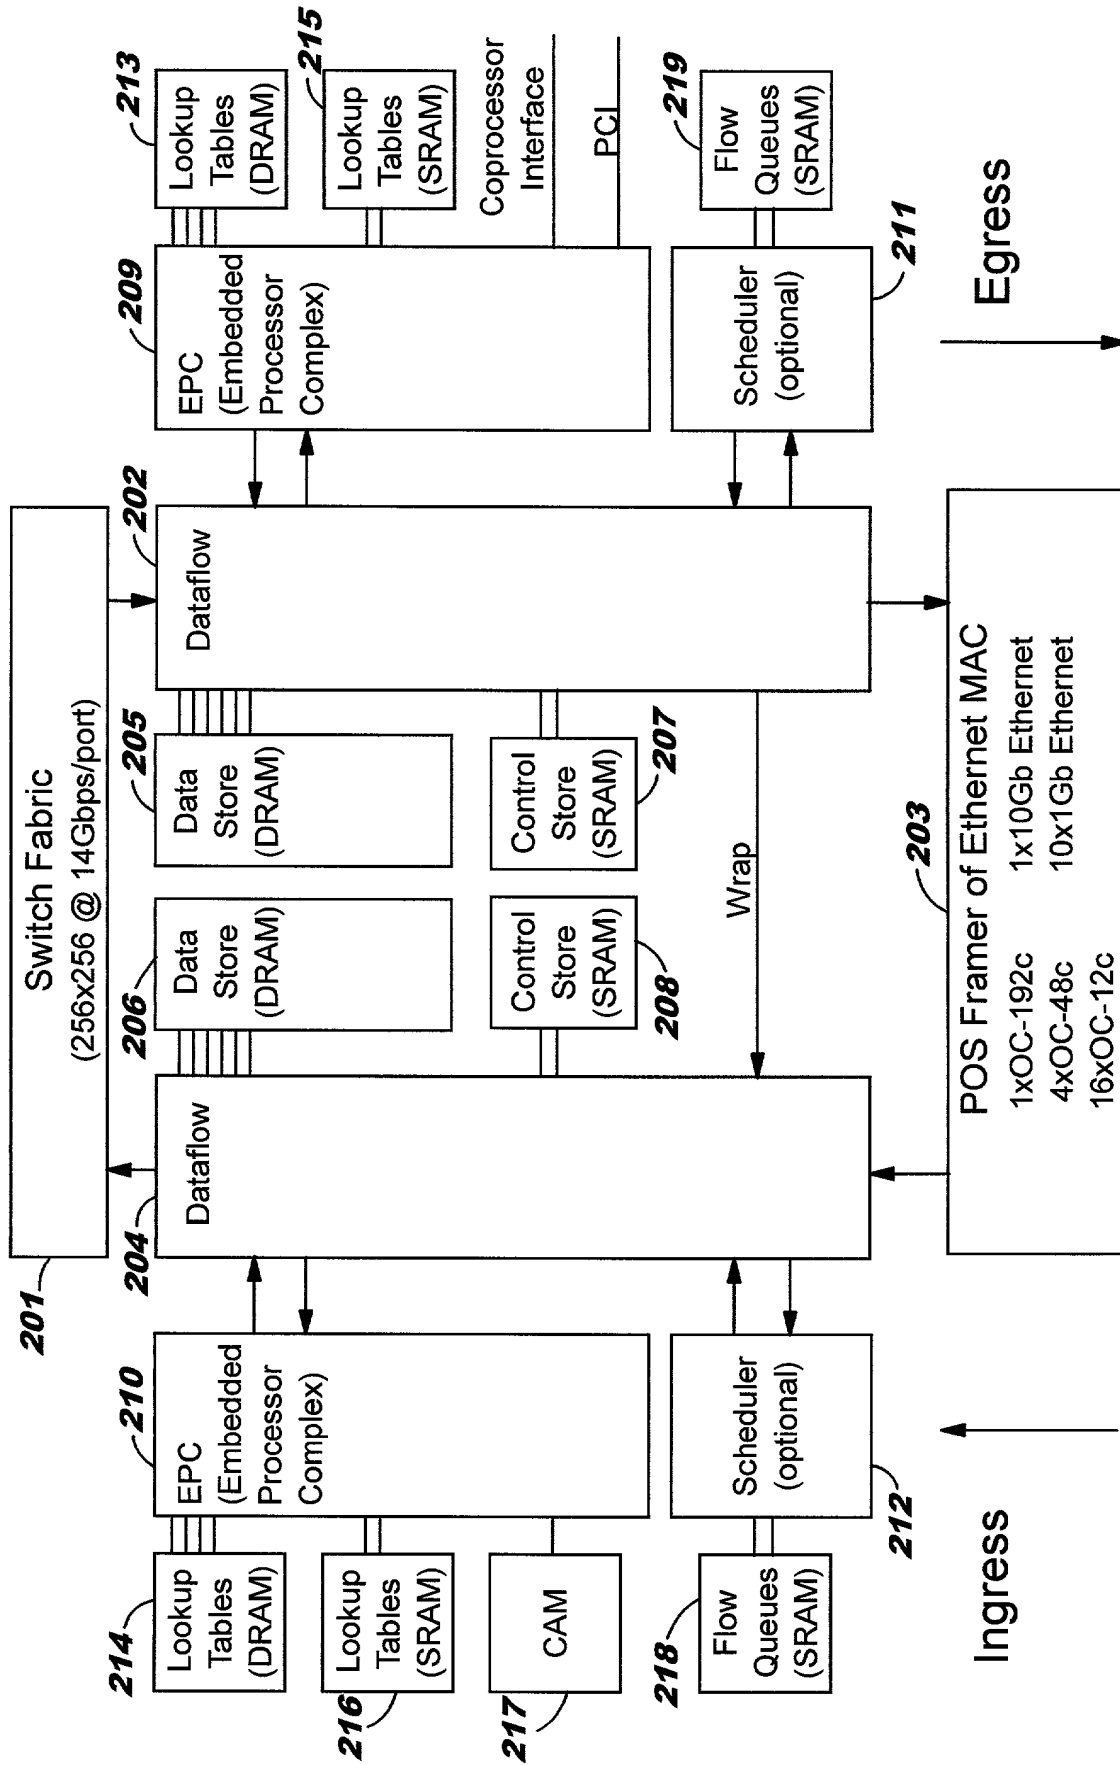 201
Switch Fabric
(256x256 @ 14Gbps/port)
214
Lookup
Tables
(DRAM)
210
EPC
(Embedded
Processor
Complex)
204
Dataflow
206
Data
Store
(DRAM)
205
Data
Store
(DRAM)
202
Dataflow
209
EPC
(Embedded
Processor
Complex)
213
Lookup
Tables
(DRAM)
216
Lookup
Tables
(SRAM)
215
Lookup
Tables
(SRAM)
217
CAM
208
Control
Store
(SRAM)
207
Control
Store
(SRAM)
Coprocessor
Interface
PCI
218
Flow
Queues
(SRAM)
212
Scheduler
(optional)
Wrap
211
Scheduler
(optional)
219
Flow
Queues
(SRAM)
Ingress
203
POS Framer of Ethernet MAC
1xOC-192c 1x10Gb Ethernet
4xOC-48c 10x1Gb Ethernet
16xOC-12c
Egress